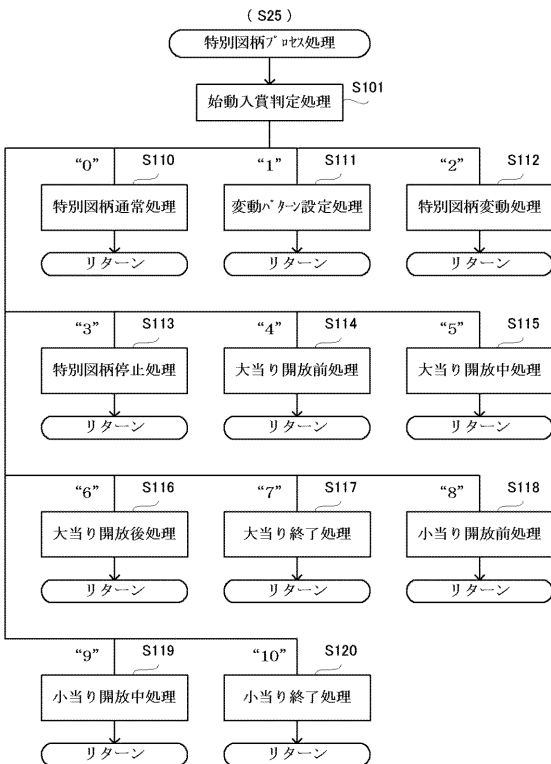 (S25)
特別図柄プロセス処理
S101
始動入賞判定処理
“0” S110 “1” S111 “2” S112
特別図柄通常処理 変動パターン設定処理 特別図柄変動処理
リターン リターン リターン
“3” S113 “4” S114 “5” S115
特別図柄停止処理 大当り開放前処理 大当り開放中処理
リターン リターン リターン
“6” S116 “7” S117 “8” S118
大当り開放後処理 大当り終了処理 小当り開放前処理
リターン リターン リターン
“9” S119 “10” S120
小当り開放中処理 小当り終了処理
リターン リターン